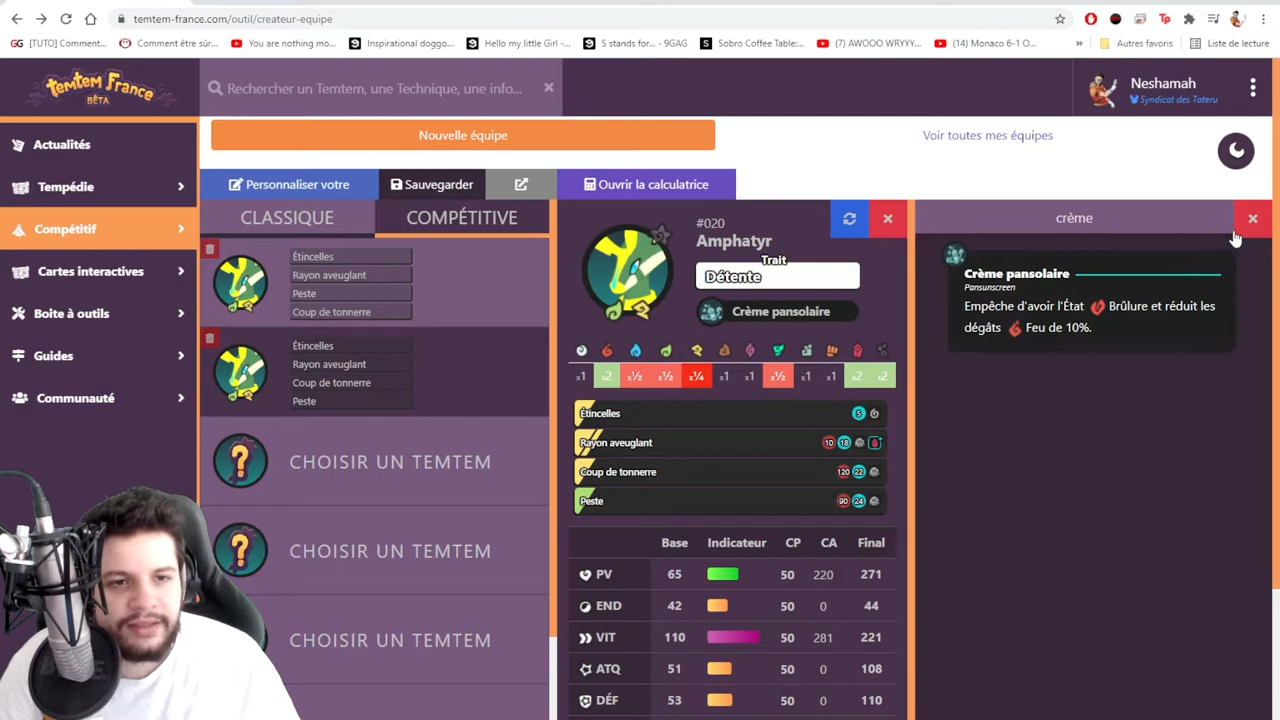 temtem-france.com/outil/createur-equipe
[TUTO] Comment...
Comment être sûr...
You are nothing mo...
Inspirational doggo...
Hello my little Girl -...
S stands for... - 9GAG
Sobro Coffee Table:...
(7) AWOOO WRYYY...
(14) Monaco 6-1 O...
»
Autres favoris
Liste de lecture
temtem France
BÊTA
Rechercher un Temtem, une Technique, une info...
Neshamah
Syndicat des Tateru
Actualités
Tempédie
Compétitif
Cartes interactives
Boite à outils
Guides
Communauté
Nouvelle équipe
Voir toutes mes équipes
Personnaliser votre
Sauvegarder
Ouvrir la calculatrice
CLASSIQUE
COMPÉTITIVE
Étincelles
Rayon aveuglant
Peste
Coup de tonnerre
Étincelles
Rayon aveuglant
Coup de tonnerre
Peste
CHOISIR UN TEMTEM
CHOISIR UN TEMTEM
CHOISIR UN TEMTEM
#020
Amphatyr
Trait
Détente
Crème pansolaire
x1 x2 x½ x½ x¼ x1 x1 x½ x1 x1 x2 x2
Étincelles 5
Rayon aveuglant 10 18
Coup de tonnerre 120 22
Peste 90 24
Base Indicateur CP CA Final
PV 65 50 220 271
END 42 50 0 44
VIT 110 50 281 221
ATQ 51 50 0 108
DÉF 53 50 0 110
crème
Crème pansolaire
Pansunscreen
Empêche d'avoir l'État Brûlure et réduit les
dégâts Feu de 10%.